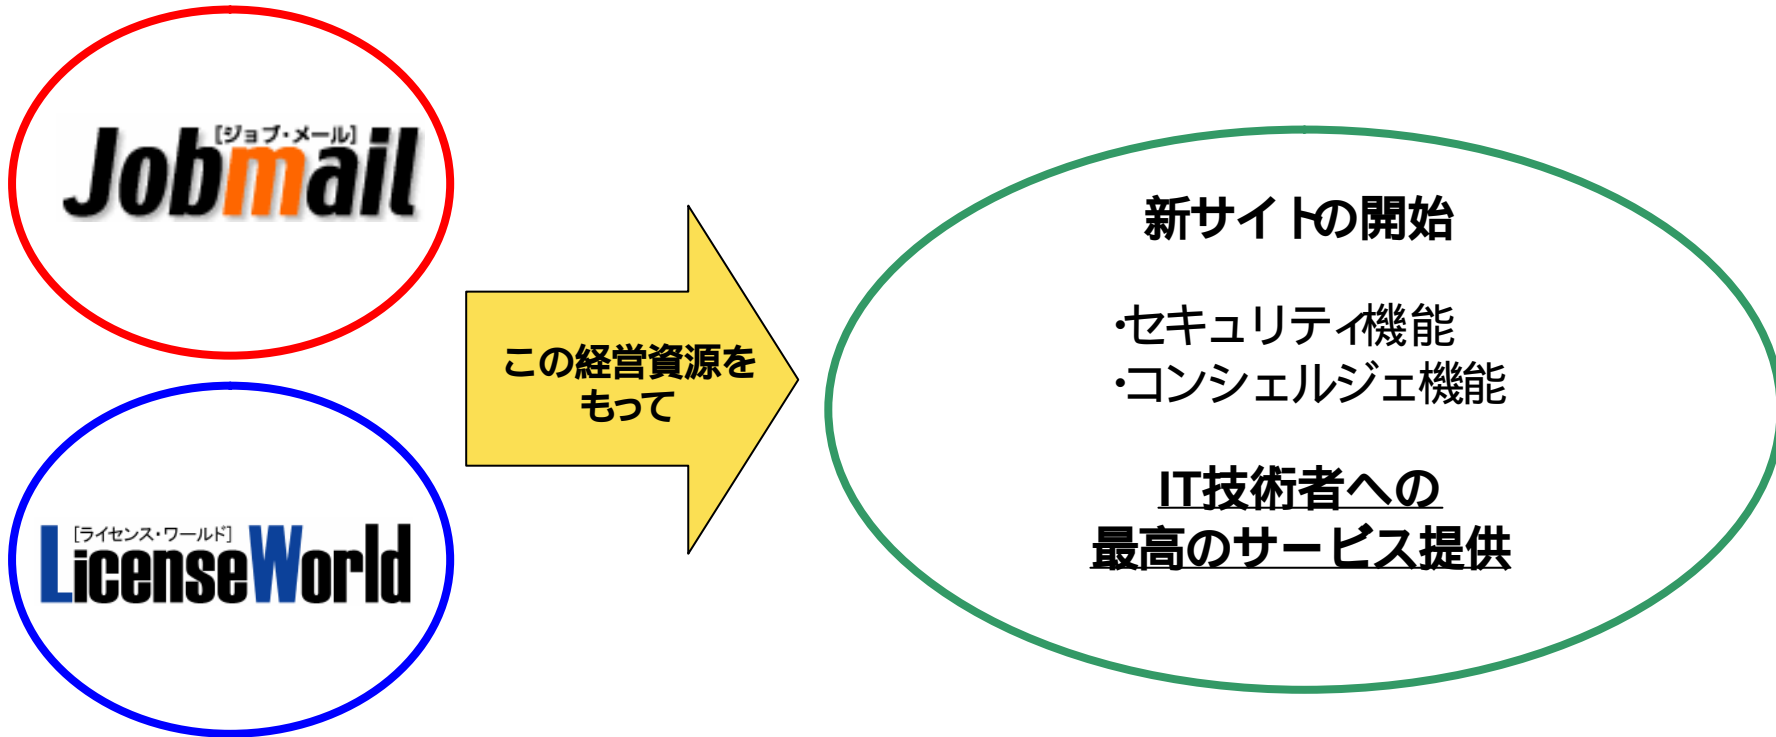 [ジョブ・メール]
Jobmail
[ライセンス・ワールド]
LicenseWorld
この経営資源を
もって
新サイトの開始
・セキュリティ機能
・コンシェルジェ機能
IT技術者への
最高のサービス提供